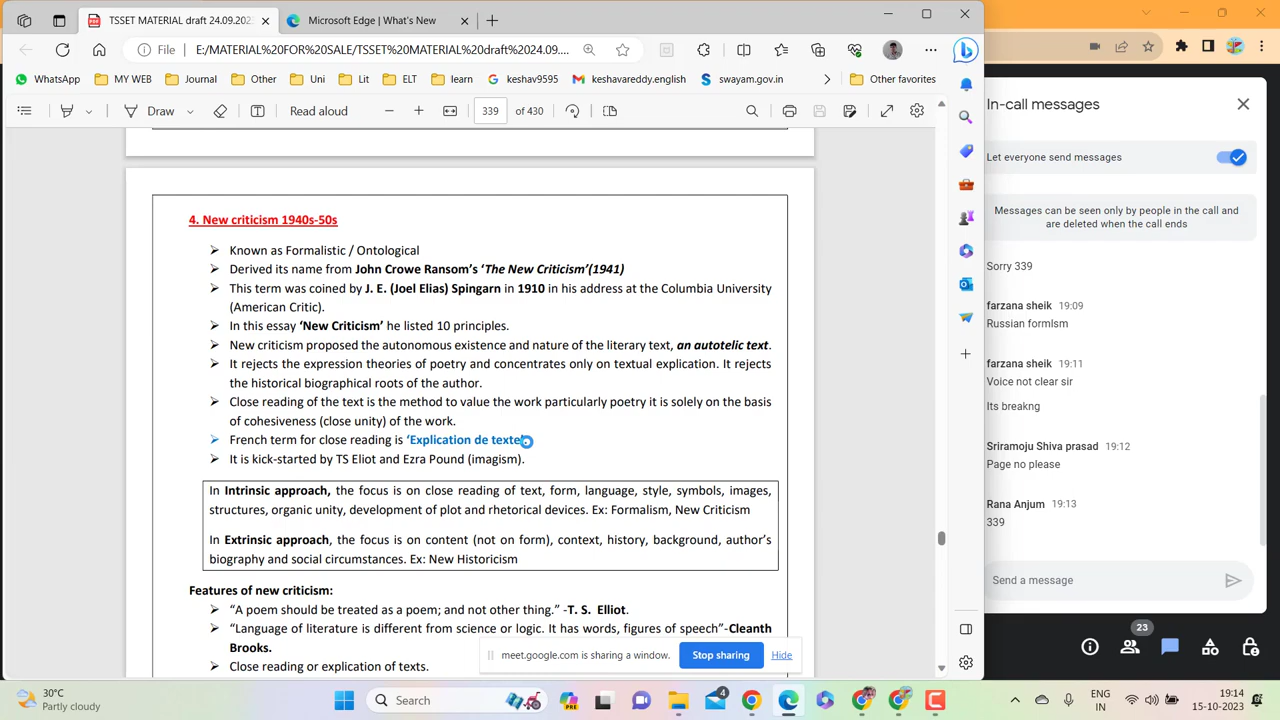 TSSET MATERIAL draft 24.09.202
Microsoft Edge | What's New
File
E:/MATERIAL%20FOR%20SALE/TSSET%20MATERIAL%20draft%2024.09....
WhatsApp
MY WEB
Journal
Other
Uni
Lit
ELT
learn
keshav9595
keshavareddy.english
swayam.gov.in
Other favorites
Draw
Read aloud
339
of 430
4. New criticism 1940s-50s
➢ Known as Formalistic / Ontological
➢ Derived its name from John Crowe Ransom's 'The New Criticism'(1941)
➢ This term was coined by J. E. (Joel Elias) Spingarn in 1910 in his address at the Columbia University
(American Critic).
➢ In this essay 'New Criticism' he listed 10 principles.
➢ New criticism proposed the autonomous existence and nature of the literary text, an autotelic text.
➢ It rejects the expression theories of poetry and concentrates only on textual explication. It rejects
the historical biographical roots of the author.
➢ Close reading of the text is the method to value the work particularly poetry it is solely on the basis
of cohesiveness (close unity) of the work.
➢ French term for close reading is 'Explication de texte'
➢ It is kick-started by TS Eliot and Ezra Pound (imagism).
In Intrinsic approach, the focus is on close reading of text, form, language, style, symbols, images,
structures, organic unity, development of plot and rhetorical devices. Ex: Formalism, New Criticism
In Extrinsic approach, the focus is on content (not on form), context, history, background, author's
biography and social circumstances. Ex: New Historicism
Features of new criticism:
➢ "A poem should be treated as a poem; and not other thing." -T. S. Elliot.
➢ "Language of literature is different from science or logic. It has words, figures of speech"-Cleanth
Brooks.
➢ Close reading or explication of texts.
meet.google.com is sharing a window.
Stop sharing
Hide
In-call messages
Let everyone send messages
Messages can be seen only by people in the call and
are deleted when the call ends
Sorry 339
farzana sheik 19:09
Russian formlsm
farzana sheik 19:11
Voice not clear sir
Its breakng
Sriramoju Shiva prasad 19:12
Page no please
Rana Anjum 19:13
339
Send a message
23
30°C
Partly cloudy
Search
4
ENG
IN
19:14
15-10-2023